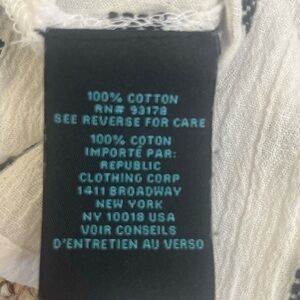 100% COTTON
RN# 93178
SEE REVERSE FOR CARE
100% COTON
IMPORTÉ PAR:
REPUBLIC
CLOTHING CORP
1411 BROADWAY
NEW YORK
NY 10018 USA
VOIR CONSEILS
D'ENTRETIEN AU VERSO